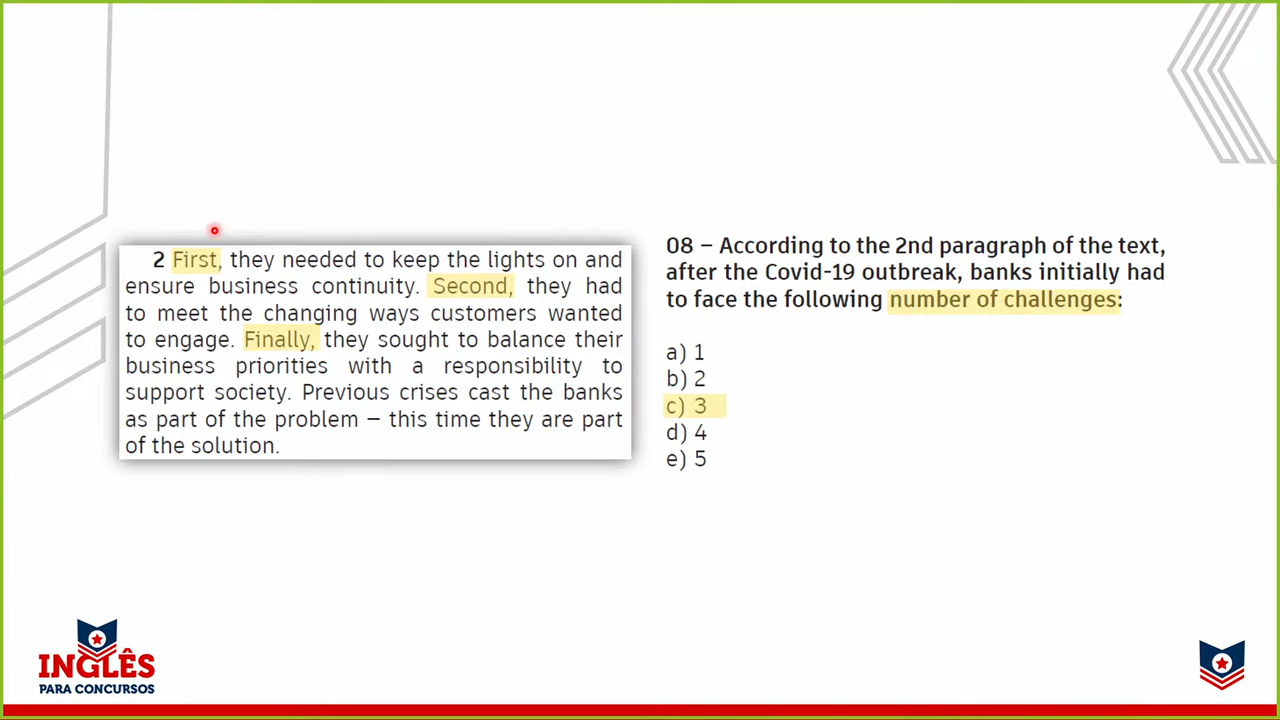 2 First, they needed to keep the lights on and
ensure business continuity. Second, they had
to meet the changing ways customers wanted
to engage. Finally, they sought to balance their
business priorities with a responsibility to
support society. Previous crises cast the banks
as part of the problem – this time they are part
of the solution.
08 – According to the 2nd paragraph of the text,
after the Covid-19 outbreak, banks initially had
to face the following number of challenges:
a) 1
b) 2
c) 3
d) 4
e) 5
INGLÊS
PARA CONCURSOS